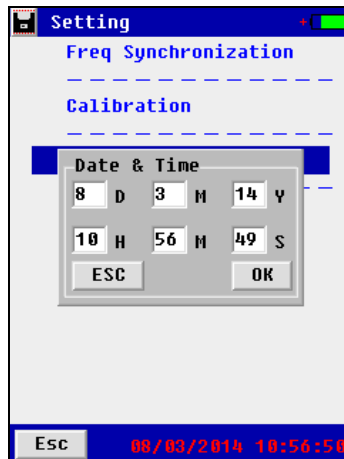 Setting
Freq Synchronization
Calibration
Date & Time
8 D 3 M 14 Y
10 H 56 M 49 S
ESC OK
Esc 08/03/2014 10:56:50